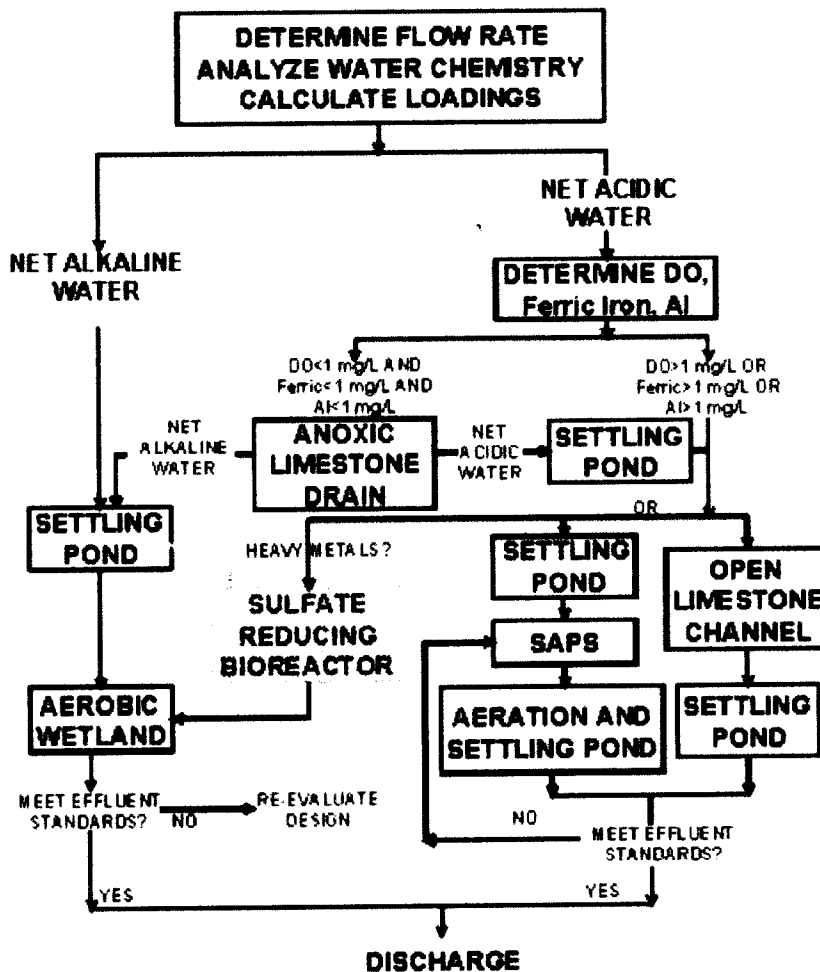 DETERMINE FLOW RATE
ANALYZE WATER CHEMISTRY
CALCULATE LOADINGS
NET ACIDIC
WATER
NET ALKALINE
WATER
DETERMINE DO,
Ferric Iron, Al
DO<1 mg/L AND
Ferric<1 mg/L AND
Al<1 mg/L
DO>1 mg/L OR
Ferric>1 mg/L OR
Al>1 mg/L
NET
ALKALINE
WATER
ANOXIC
LIMESTONE
DRAIN
NET
ACIDIC
WATER
SETTLING
POND
OR
SETTLING
POND
HEAVY METALS?
SULFATE
REDUCING
BIOREACTOR
SETTLING
POND
OPEN
LIMESTONE
CHANNEL
SAPS
AEROBIC
WETLAND
AERATION AND
SETTLING POND
SETTLING
POND
MEET EFFLUENT
STANDARDS?
NO
RE-EVALUATE
DESIGN
NO
MEET EFFLUENT
STANDARDS?
YES
YES
DISCHARGE